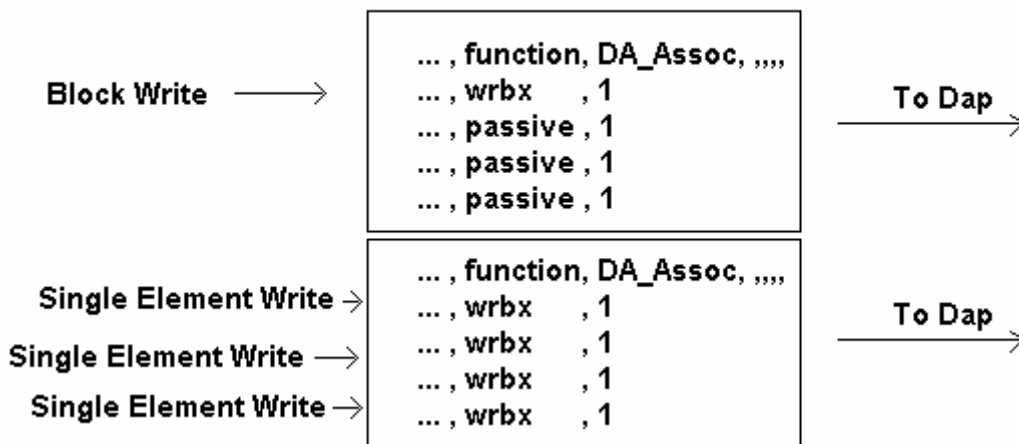 ... , function, DA_Assoc, ,,,,
Block Write
... , wrbx , 1
To Dap
... , passive , 1
... , passive , 1
... , passive , 1
... , function, DA_Assoc, ,,,,
Single Element Write
... , wrbx , 1
To Dap
... , wrbx , 1
Single Element Write
... , wrbx , 1
Single Element Write
... , wrbx , 1